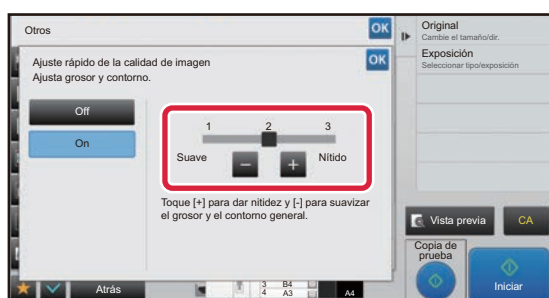 Otros
OK
Ajuste rápido de la calidad de imagen
Ajusta grosor y contorno.
OK
Off
On
1 2 3
Suave - + Nítido
Toque [+] para dar nitidez y [-] para suavizar
el grosor y el contorno general.
Original
Cambie el tamaño/dir.
Exposición
Seleccionar tipo/exposición
Vista previa
CA
Copia de
prueba
Iniciar
Atrás
3 B4
4 A3
A4